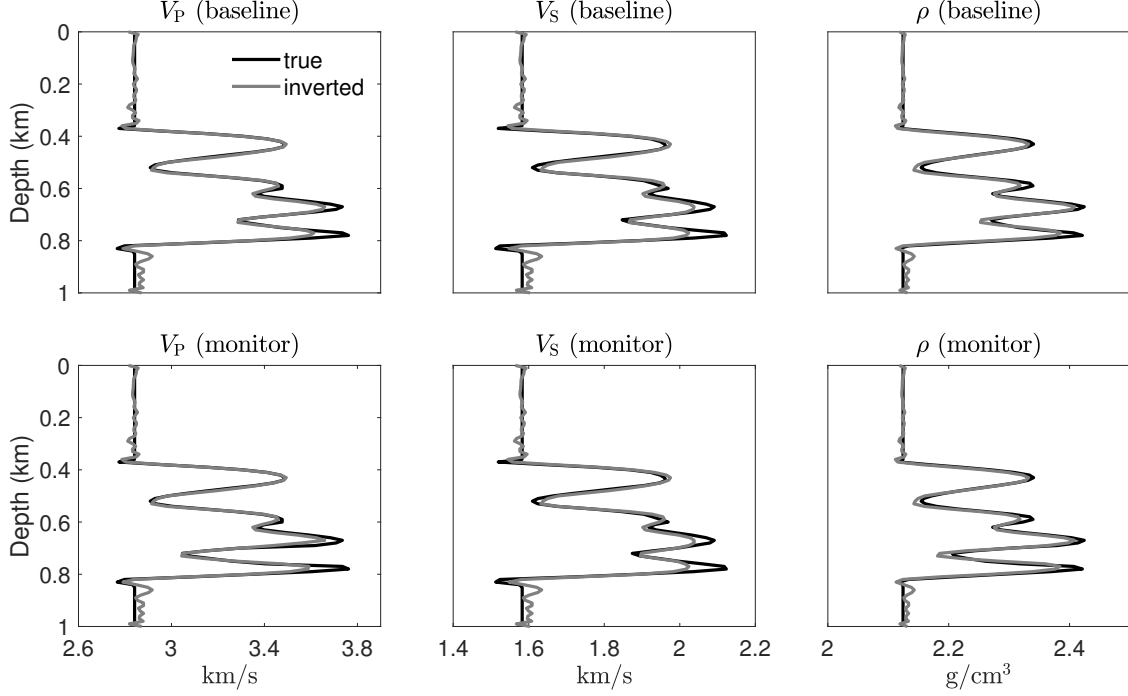 V_P (baseline)
V_S (baseline)
ρ (baseline)
0
0.2
0.4
0.6
0.8
1
Depth (km)
true
inverted
V_P (monitor)
V_S (monitor)
ρ (monitor)
0
0.2
0.4
0.6
0.8
1
Depth (km)
2.6 3 3.4 3.8
1.4 1.6 1.8 2 2.2
2 2.2 2.4
km/s
km/s
g/cm³